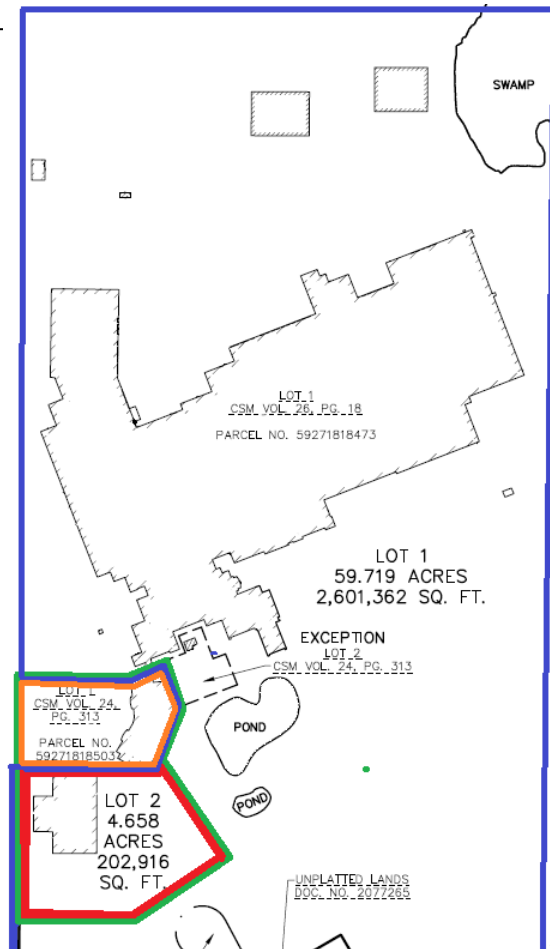 SWAMP
LOT 1
CSM VOL. 26, PG. 18
PARCEL NO. 59271818473
LOT 1
59.719 ACRES
2,601,362 SQ. FT.
EXCEPTION
LOT 2
CSM VOL. 24, PG. 313
LOT 1
CSM VOL. 24,
PG. 313
PARCEL NO.
59271818503
POND
POND
LOT 2
4.658
ACRES
202,916
SQ. FT.
UNPLATTED LANDS
DOC. NO. 2077265